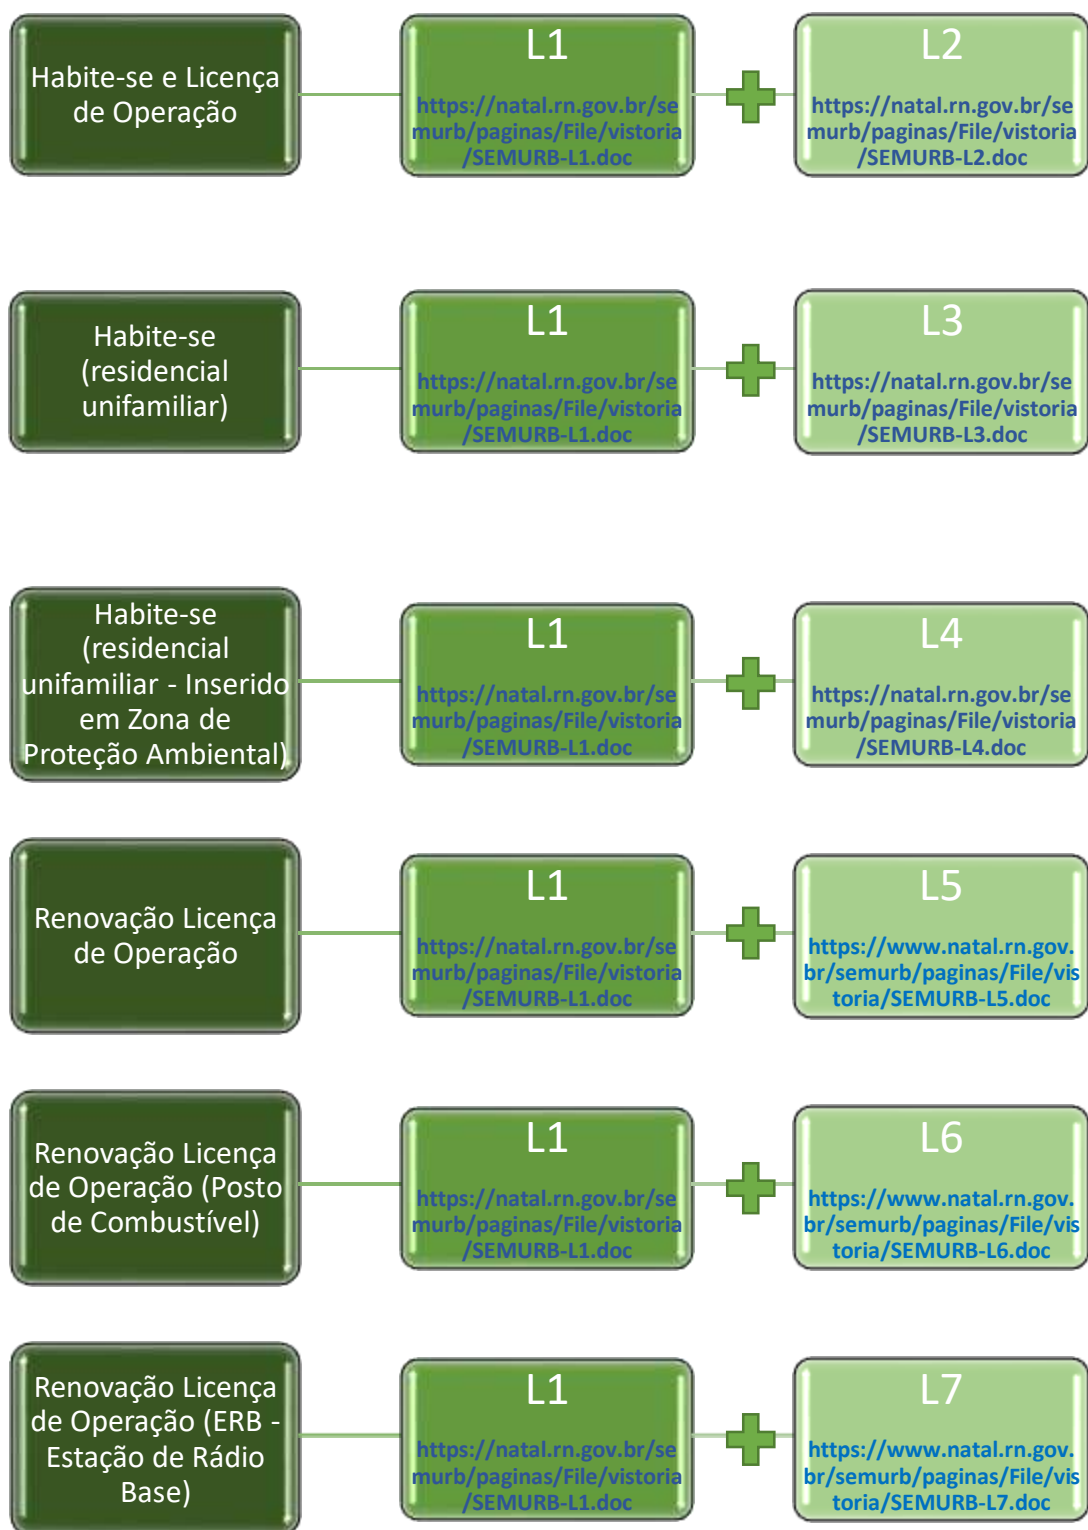 Habite-se e Licença
de Operação
L1
https://natal.rn.gov.br/se
murb/paginas/File/vistoria
/SEMURB-L1.doc
L2
https://natal.rn.gov.br/se
murb/paginas/File/vistoria
/SEMURB-L2.doc
Habite-se
(residencial
unifamiliar)
L1
https://natal.rn.gov.br/se
murb/paginas/File/vistoria
/SEMURB-L1.doc
L3
https://natal.rn.gov.br/se
murb/paginas/File/vistoria
/SEMURB-L3.doc
Habite-se
(residencial
unifamiliar - Inserido
em Zona de
Proteção Ambiental)
L1
https://natal.rn.gov.br/se
murb/paginas/File/vistoria
/SEMURB-L1.doc
L4
https://natal.rn.gov.br/se
murb/paginas/File/vistoria
/SEMURB-L4.doc
Renovação Licença
de Operação
L1
https://natal.rn.gov.br/se
murb/paginas/File/vistoria
/SEMURB-L1.doc
L5
https://www.natal.rn.gov.
br/semurb/paginas/File/vis
toria/SEMURB-L5.doc
Renovação Licença
de Operação (Posto
de Combustível)
L1
https://natal.rn.gov.br/se
murb/paginas/File/vistoria
/SEMURB-L1.doc
L6
https://www.natal.rn.gov.
br/semurb/paginas/File/vis
toria/SEMURB-L6.doc
Renovação Licença
de Operação (ERB -
Estação de Rádio
Base)
L1
https://natal.rn.gov.br/se
murb/paginas/File/vistoria
/SEMURB-L1.doc
L7
https://www.natal.rn.gov.
br/semurb/paginas/File/vis
toria/SEMURB-L7.doc